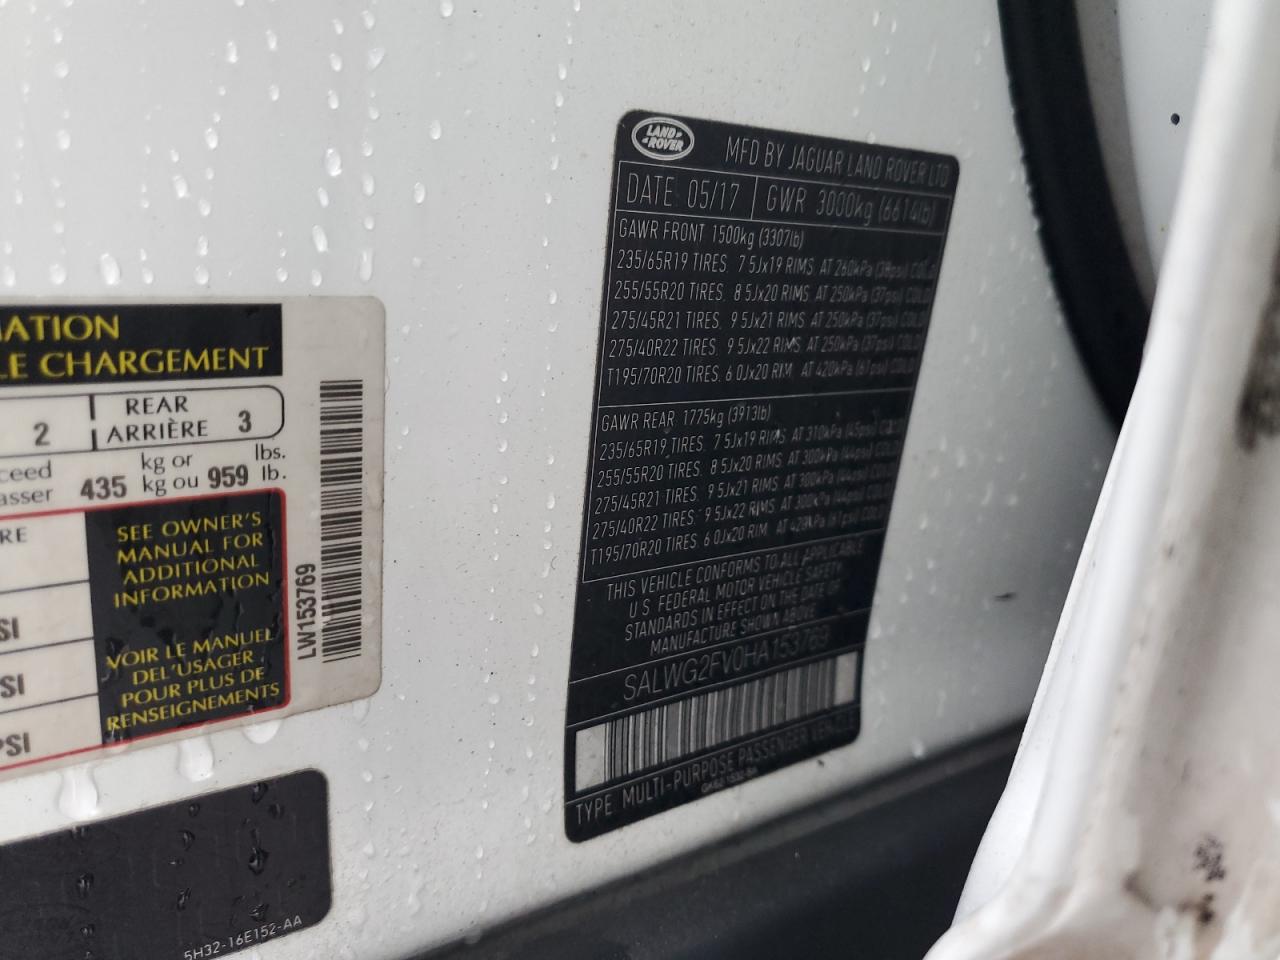 ATION
LE CHARGEMENT
2 REAR ARRIÈRE 3
ceed
asser 435 kg or kg ou 959 lbs. lb.
RE
SEE OWNER'S
MANUAL FOR
ADDITIONAL
INFORMATION
VOIR LE MANUEL
DEL'USAGER
POUR PLUS DE
RENSEIGNEMENTS
SI
SI
PSI
LW153769
5H32-16E152-AA
LAND ROVER
MFD BY JAGUAR LAND ROVER LTD
DATE: 05/17 GWR 3000kg (6614lb)
GAWR FRONT 1500kg (3307lb)
235/65R19 TIRES, 7.5Jx19 RIMS, AT 260kPa (38psi) COLD
255/55R20 TIRES, 8.5Jx20 RIMS, AT 250kPa (37psi) COLD
275/45R21 TIRES, 9.5Jx21 RIMS, AT 250kPa (37psi) COLD
275/40R22 TIRES, 9.5Jx22 RIMS, AT 250kPa (37psi) COLD
T195/70R20 TIRES, 6.0Jx20 RIM, AT 420kPa (61psi) COLD
GAWR REAR 1775kg (3913lb)
235/65R19 TIRES, 7.5Jx19 RIMS, AT 310kPa (45psi) COLD
255/55R20 TIRES, 8.5Jx20 RIMS, AT 300kPa (44psi) COLD
275/45R21 TIRES, 9.5Jx21 RIMS, AT 300kPa (44psi) COLD
275/40R22 TIRES, 9.5Jx22 RIMS, AT 300kPa (44psi) COLD
T195/70R20 TIRES, 6.0Jx20 RIM, AT 420kPa (61psi) COLD
THIS VEHICLE CONFORMS TO ALL APPLICABLE
U.S. FEDERAL MOTOR VEHICLE SAFETY
STANDARDS IN EFFECT ON THE DATE OF
MANUFACTURE SHOWN ABOVE
SALWG2FV0HA153769
TYPE: MULTI-PURPOSE PASSENGER VEHICLE